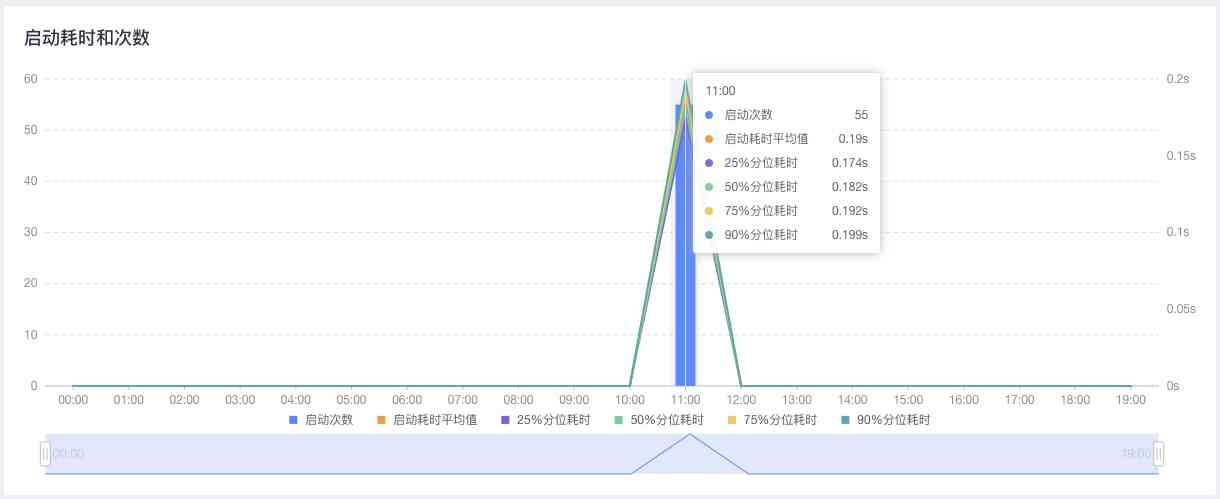 启动耗时和次数
60
50
40
30
20
10
0
0.2s
0.15s
0.1s
0.05s
0s
11:00
启动次数 55
启动耗时平均值 0.19s
25%分位耗时 0.174s
50%分位耗时 0.182s
75%分位耗时 0.192s
90%分位耗时 0.199s
00:00 01:00 02:00 03:00 04:00 05:00 06:00 07:00 08:00 09:00 10:00 11:00 12:00 13:00 14:00 15:00 16:00 17:00 18:00 19:00
启动次数 启动耗时平均值 25%分位耗时 50%分位耗时 75%分位耗时 90%分位耗时
00:00 19:00